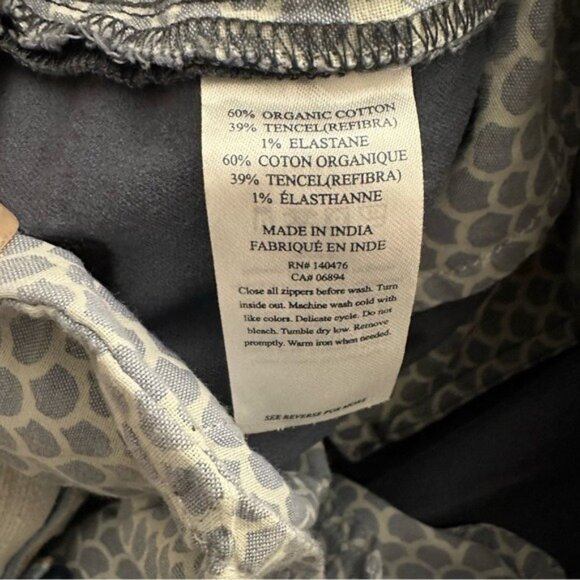 60% ORGANIC COTTON
39% TENCEL(REFIBRA)
1% ELASTANE
60% COTON ORGANIQUE
39% TENCEL(REFIBRA)
1% ÉLASTHANNE
MADE IN INDIA
FABRIQUÉ EN INDE
RN# 140476
CA# 06894
Close all zippers before wash. Turn
inside out. Machine wash cold with
like colors. Delicate cycle. Do not
bleach. Tumble dry low. Remove
promptly. Warm iron when needed.
SEE REVERSE FOR MORE